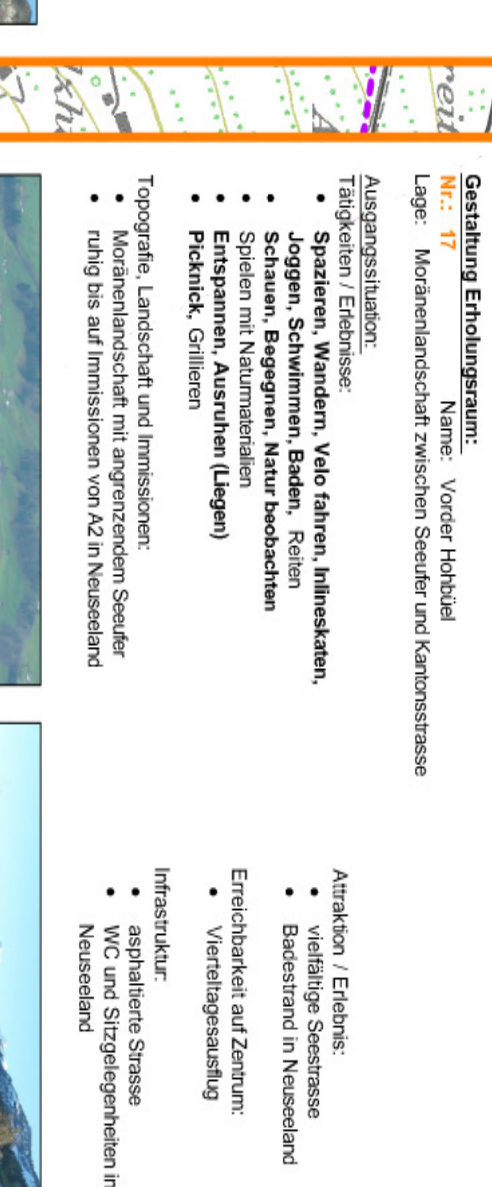 Gestaltung Erholungsraum:
Nr.: 17 Name: Vorder Hohbüel
Lage: Moränenlandschaft zwischen Seeufer und Kantonsstrasse
Ausgangssituation:
Tätigkeiten / Erlebnisse:
• Spazieren, Wandern, Velo fahren, Inlineskaten,
Joggen, Schwimmen, Baden, Reiten
• Schauen, Begegnen, Natur beobachten
• Spielen mit Naturmaterialien
• Entspannen, Ausruhen (Liegen)
• Picknick, Grillieren
Topografie, Landschaft und Immissionen:
• Moränenlandschaft mit angrenzendem Seeufer
• ruhig bis auf Immissionen von A2 in Neuseeland
Attraktion / Erlebnis:
• vielfältige Seestrasse
• Badestrand in Neuseeland
Erreichbarkeit auf Zentrum:
• Vierteltagesausflug
Infrastruktur:
• asphaltierte Strasse
• WC und Sitzgelegenheiten in
Neuseeland